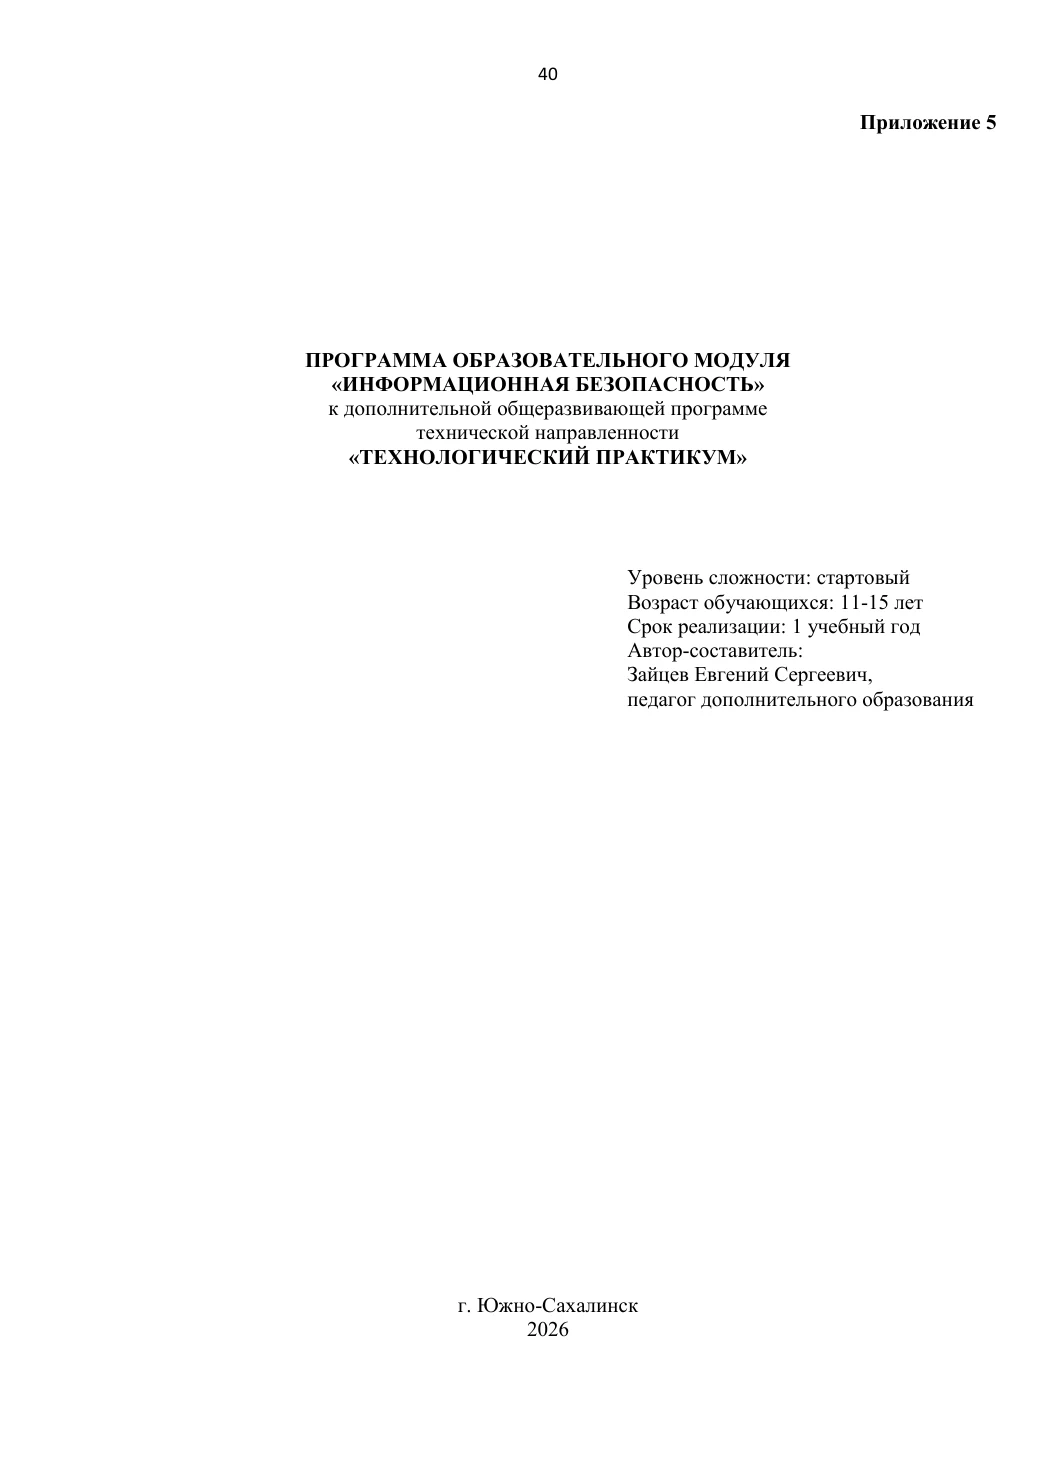 40
Приложение 5
ПРОГРАММА ОБРАЗОВАТЕЛЬНОГО МОДУЛЯ
«ИНФОРМАЦИОННАЯ БЕЗОПАСНОСТЬ»
к дополнительной общеразвивающей программе
технической направленности
«ТЕХНОЛОГИЧЕСКИЙ ПРАКТИКУМ»
Уровень сложности: стартовый
Возраст обучающихся: 11-15 лет
Срок реализации: 1 учебный год
Автор-составитель:
Зайцев Евгений Сергеевич,
педагог дополнительного образования
г. Южно-Сахалинск
2026